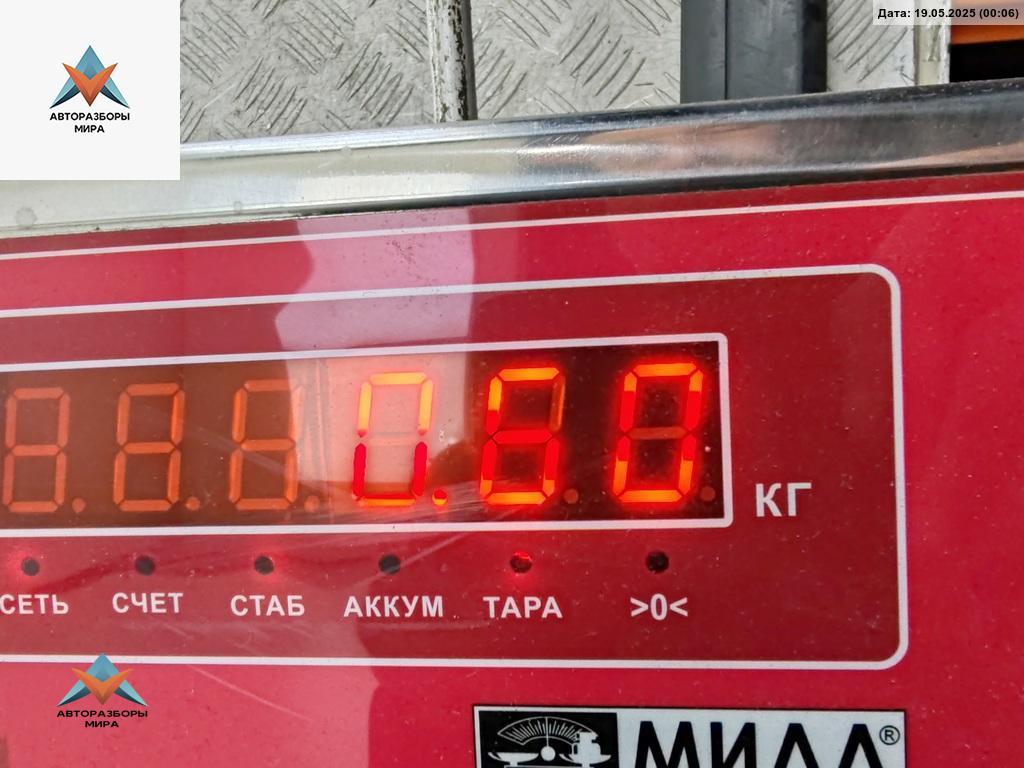 Дата: 19.05.2025 (00:06)
АВТОРАЗБОРЫ
МИРА
0.60
КГ
СЕТЬ СЧЕТ СТАБ АККУМ ТАРА >0<
АВТОРАЗБОРЫ
МИРА
МИДЛ®